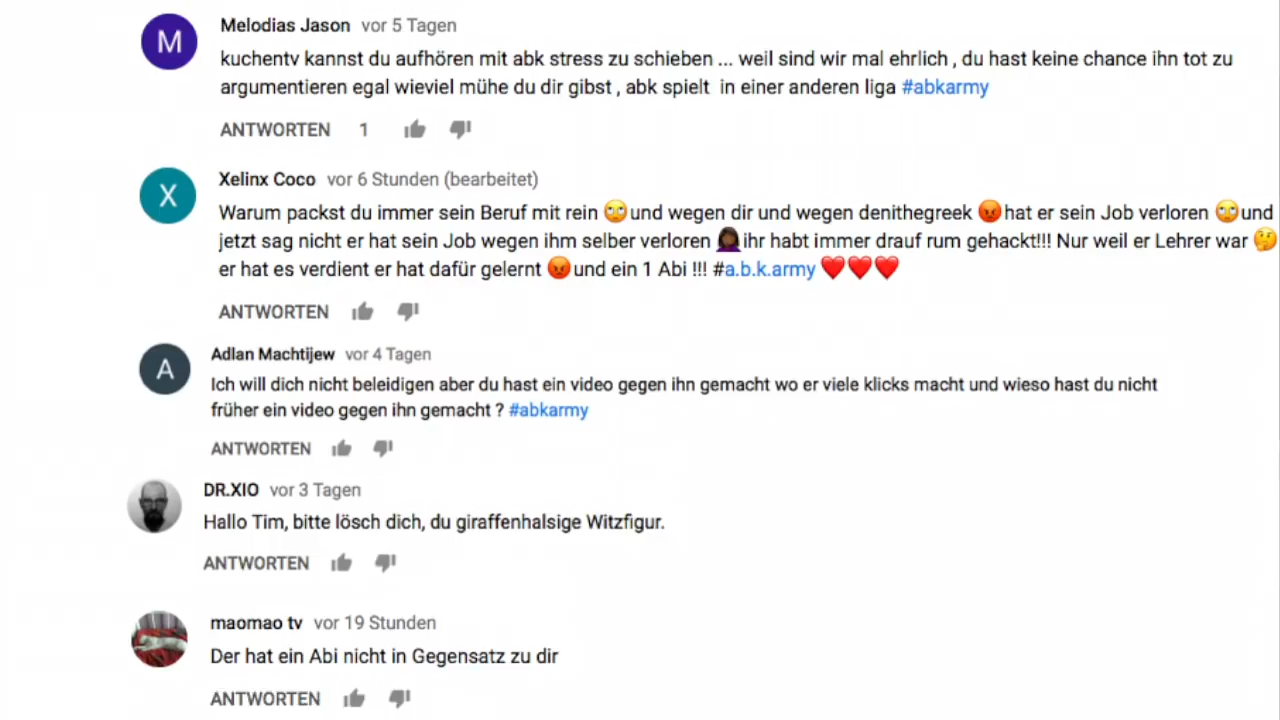 M
Melodias Jason vor 5 Tagen
kuchentv kannst du aufhören mit abk stress zu schieben ... weil sind wir mal ehrlich , du hast keine chance ihn tot zu
argumentieren egal wieviel mühe du dir gibst , abk spielt in einer anderen liga #abkarmy
ANTWORTEN 1
X
Xelinx Coco vor 6 Stunden (bearbeitet)
Warum packst du immer sein Beruf mit rein 🙄und wegen dir und wegen denithegreek 😡hat er sein Job verloren 🙄und
jetzt sag nicht er hat sein Job wegen ihm selber verloren 🤷🏿‍♀️ihr habt immer drauf rum gehackt!!! Nur weil er Lehrer war 🤔
er hat es verdient er hat dafür gelernt 😡und ein 1 Abi !!! #a.b.k.army ❤️❤️❤️
ANTWORTEN
A
Adlan Machtijew vor 4 Tagen
Ich will dich nicht beleidigen aber du hast ein video gegen ihn gemacht wo er viele klicks macht und wieso hast du nicht
früher ein video gegen ihn gemacht ? #abkarmy
ANTWORTEN
DR.XIO vor 3 Tagen
Hallo Tim, bitte lösch dich, du giraffenhalsige Witzfigur.
ANTWORTEN
maomao tv vor 19 Stunden
Der hat ein Abi nicht in Gegensatz zu dir
ANTWORTEN